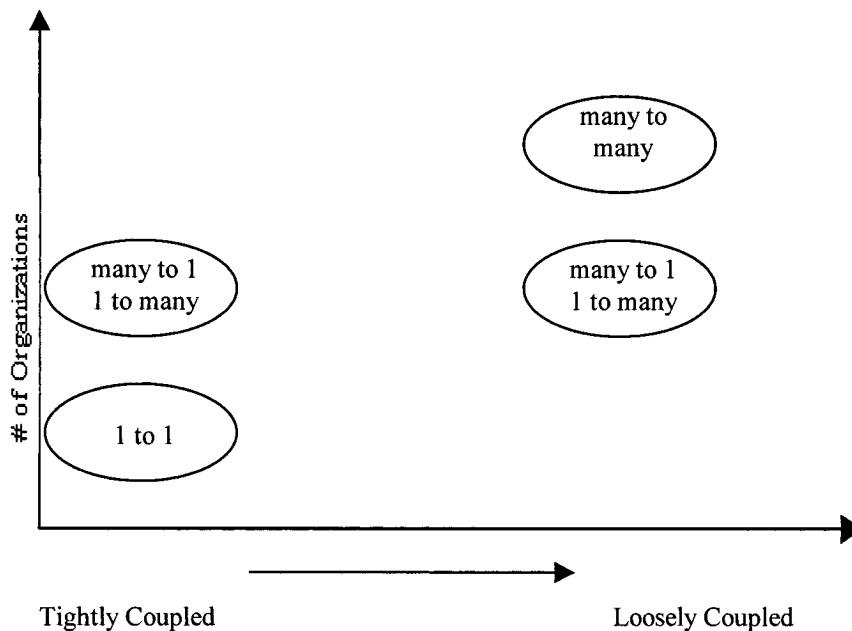 many to
many
# of Organizations
many to 1
1 to many
many to 1
1 to many
1 to 1
Tightly Coupled
Loosely Coupled